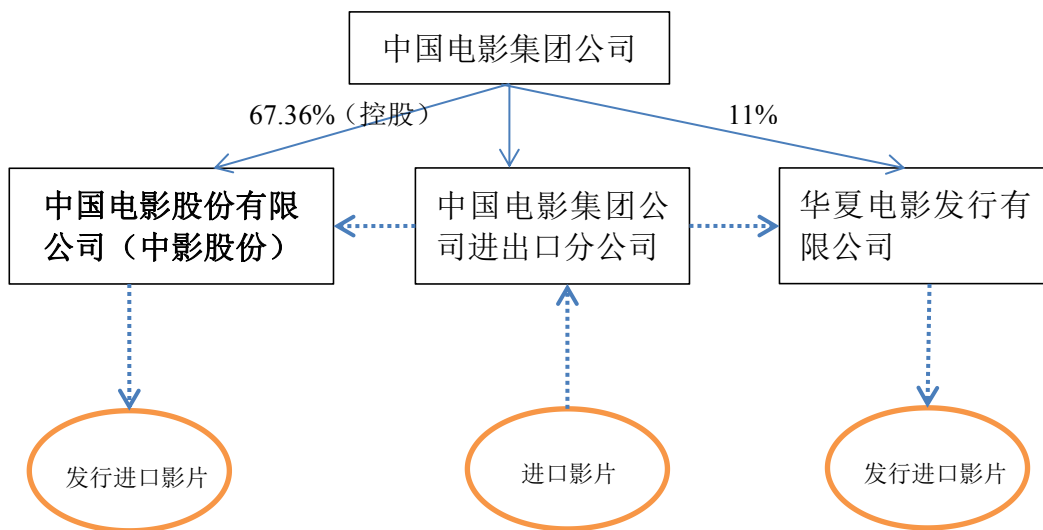 中国电影集团公司
67.36%（控股）
11%
中国电影股份有限
公司（中影股份）
中国电影集团公
司进出口分公司
华夏电影发行有
限公司
发行进口影片
进口影片
发行进口影片